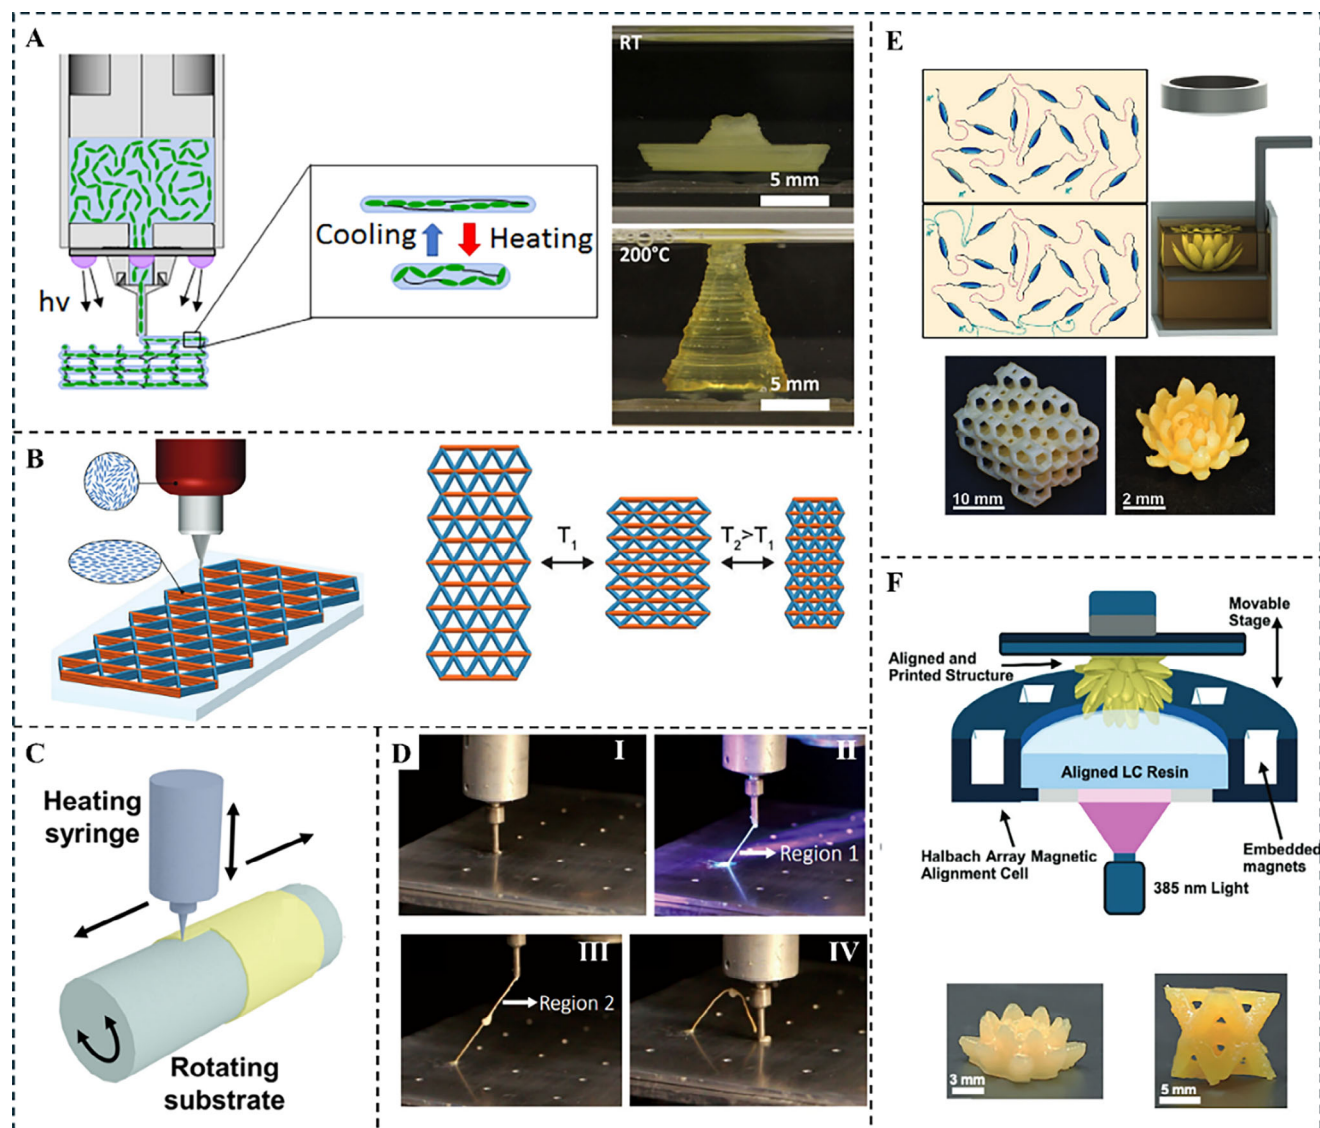 A
hv
Cooling
Heating
RT
5 mm
200°C
5 mm
B
T1
T2>T1
C
Heating
syringe
Rotating
substrate
D
I
II
Region 1
III
Region 2
IV
E
10 mm
2 mm
F
Movable
Stage
Aligned and
Printed Structure
Aligned LC Resin
Halbach Array Magnetic
Alignment Cell
Embedded
magnets
385 nm Light
3 mm
5 mm